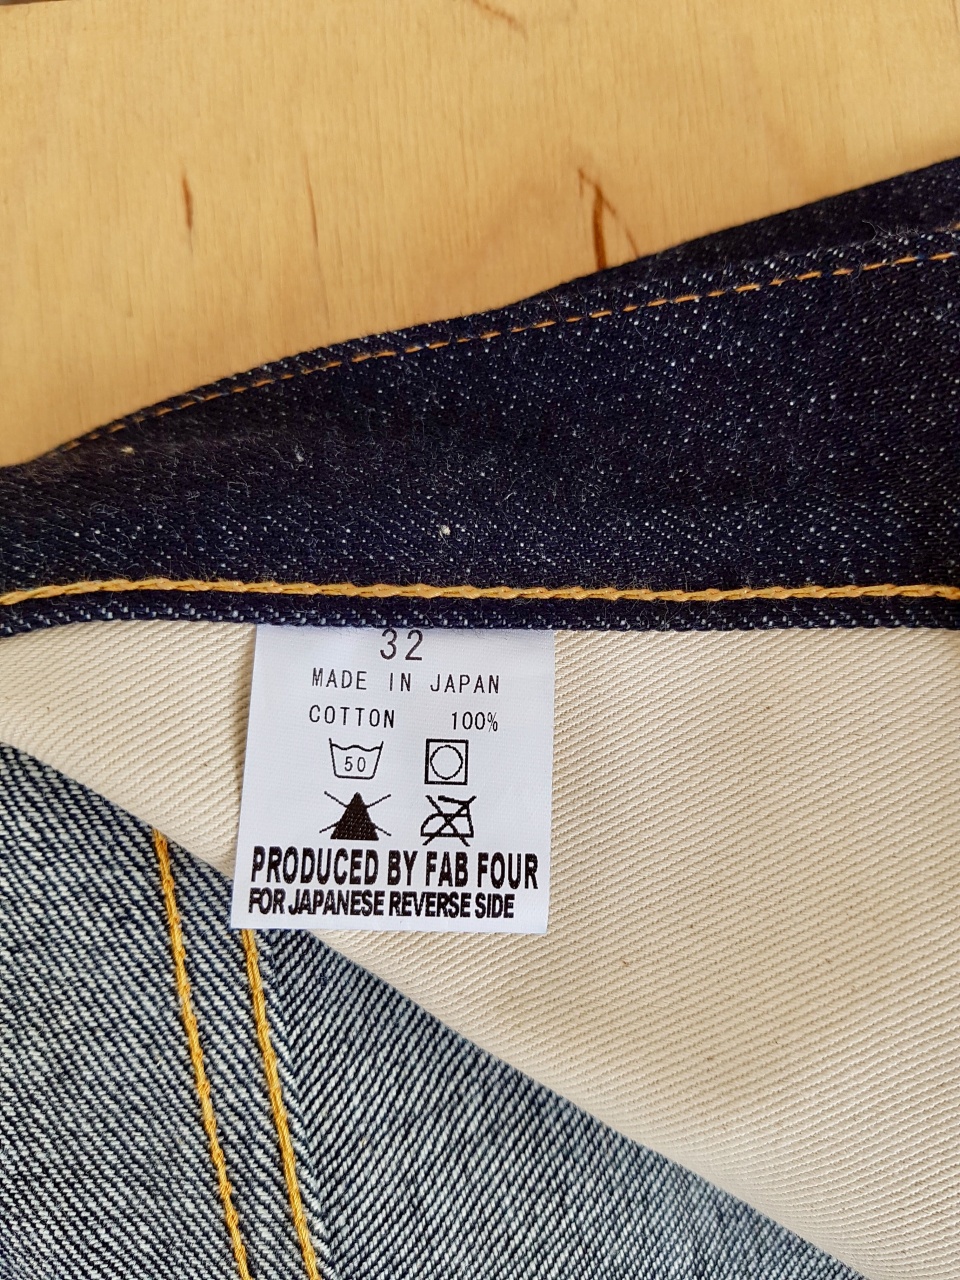 32
MADE IN JAPAN
COTTON 100%
50
PRODUCED BY FAB FOUR
FOR JAPANESE REVERSE SIDE